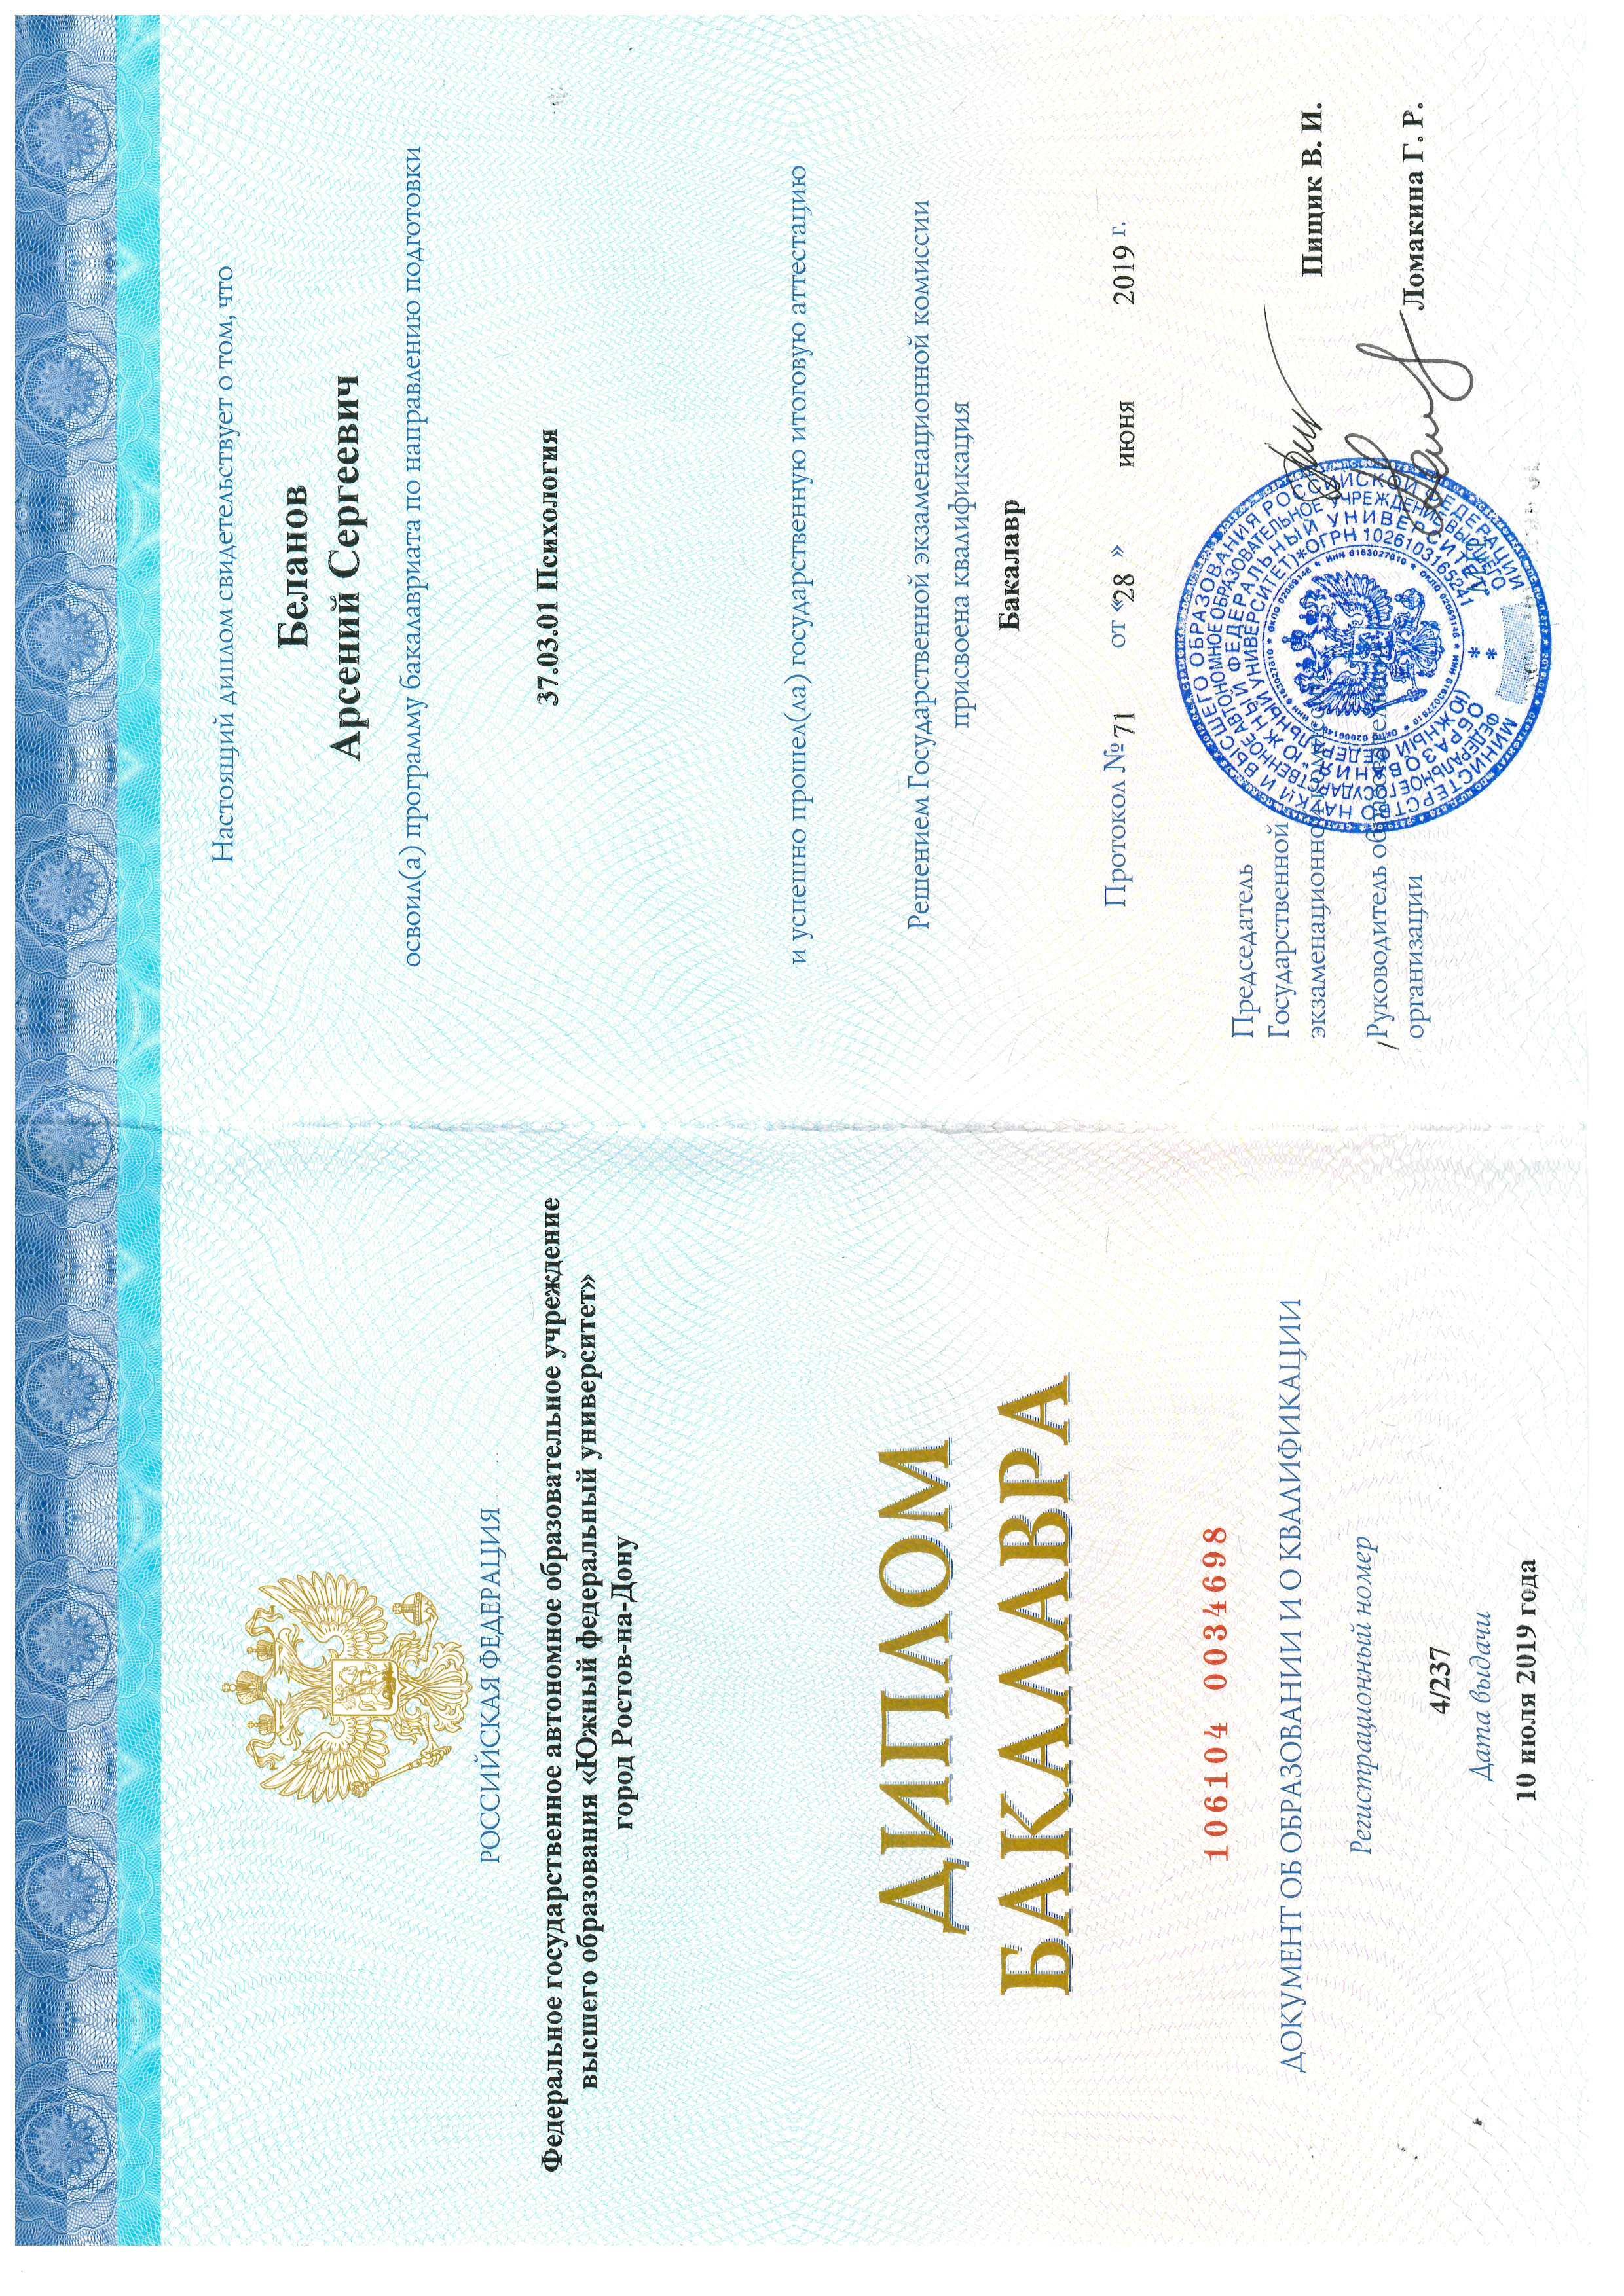 РОССИЙСКАЯ ФЕДЕРАЦИЯ
Федеральное государственное автономное образовательное учреждение
высшего образования «Южный федеральный университет»
город Ростов-на-Дону
ДИПЛОМ
БАКАЛАВРА
106104 0034698
ДОКУМЕНТ ОБ ОБРАЗОВАНИИ И О КВАЛИФИКАЦИИ
Регистрационный номер
4/237
Дата выдачи
10 июля 2019 года
Настоящий диплом свидетельствует о том, что
Беланов
Арсений Сергеевич
освоил(а) программу бакалавриата по направлению подготовки
37.03.01 Психология
и успешно прошел(ла) государственную итоговую аттестацию
Решением Государственной экзаменационной комиссии
присвоена квалификация
Бакалавр
Протокол № 71 от «28» июня 2019 г.
Председатель
Государственной
экзаменационной комиссии
Пищик В. И.
Руководитель образовательной
организации
Ломакина Г. Р.
МИНИСТЕРСТВО НАУКИ И ВЫСШЕГО ОБРАЗОВАНИЯ РОССИЙСКОЙ ФЕДЕРАЦИИ
ФЕДЕРАЛЬНОЕ ГОСУДАРСТВЕННОЕ АВТОНОМНОЕ ОБРАЗОВАТЕЛЬНОЕ УЧРЕЖДЕНИЕ ВЫСШЕГО
ОБРАЗОВАНИЯ "ЮЖНЫЙ ФЕДЕРАЛЬНЫЙ УНИВЕРСИТЕТ"
(ЮЖНЫЙ ФЕДЕРАЛЬНЫЙ УНИВЕРСИТЕТ)*ОГРН 1026103165241